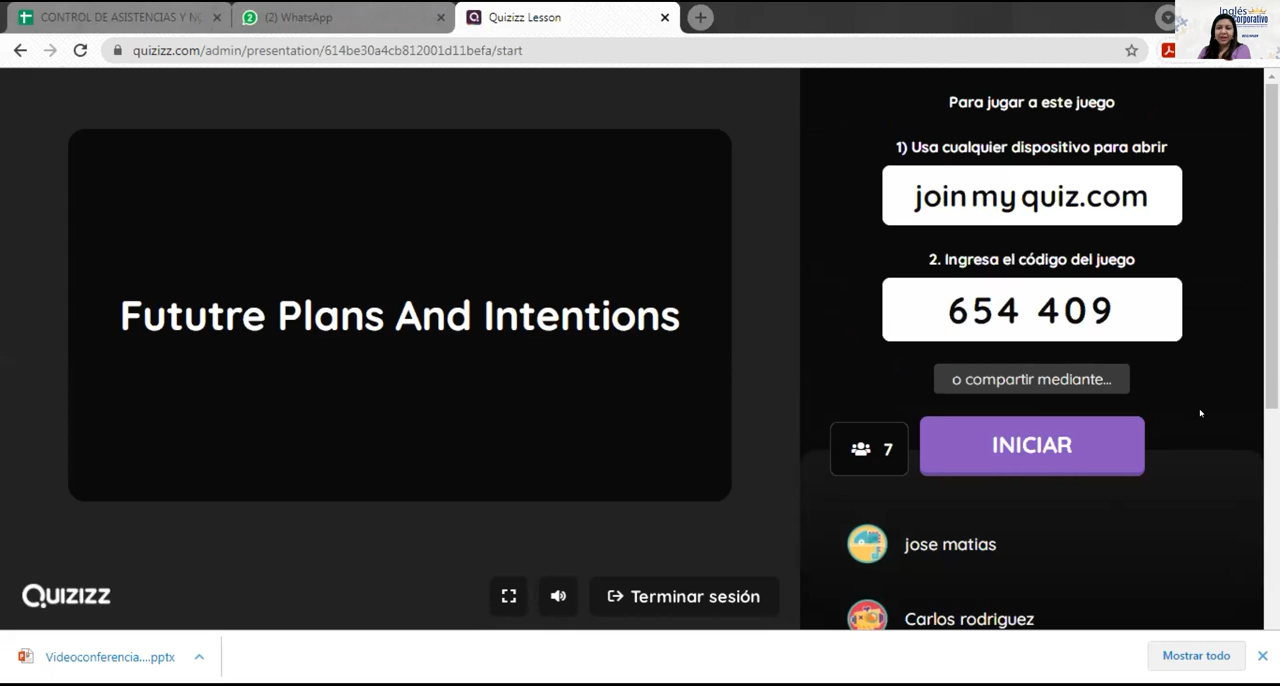 CONTROL DE ASISTENCIAS Y NO
(2) WhatsApp
Quizizz Lesson
quizizz.com/admin/presentation/614be30a4cb812001d11befa/start
Inglés
Corporativo
Para jugar a este juego
1) Usa cualquier dispositivo para abrir
joinmyquiz.com
2. Ingresa el código del juego
654 409
o compartir mediante...
7
INICIAR
Fututre Plans And Intentions
jose matias
Carlos rodriguez
Quizizz
Terminar sesión
Videoconferencia....pptx
Mostrar todo